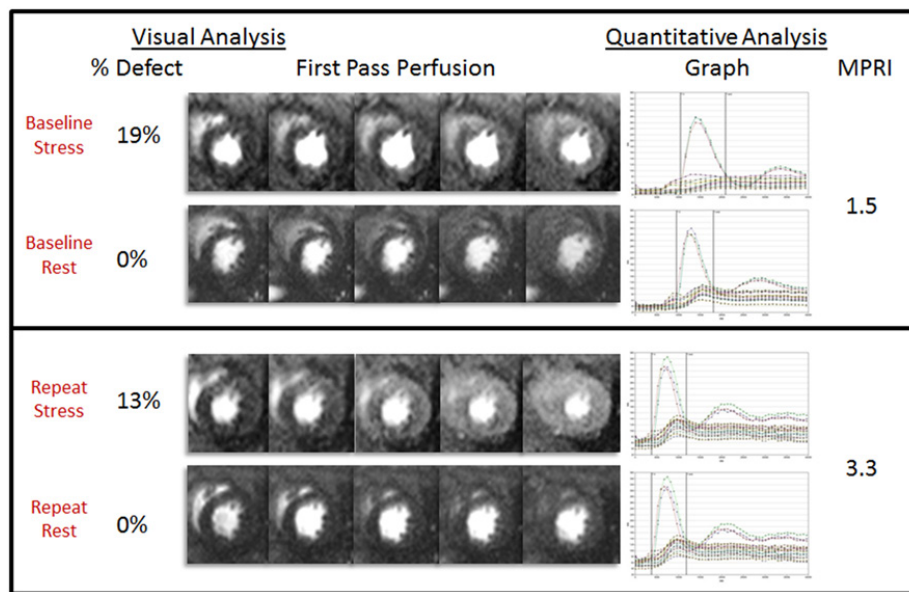 Visual Analysis Quantitative Analysis
% Defect First Pass Perfusion Graph MPRI
Baseline
Stress
19%
1.5
Baseline
Rest
0%
Repeat
Stress
13%
3.3
Repeat
Rest
0%